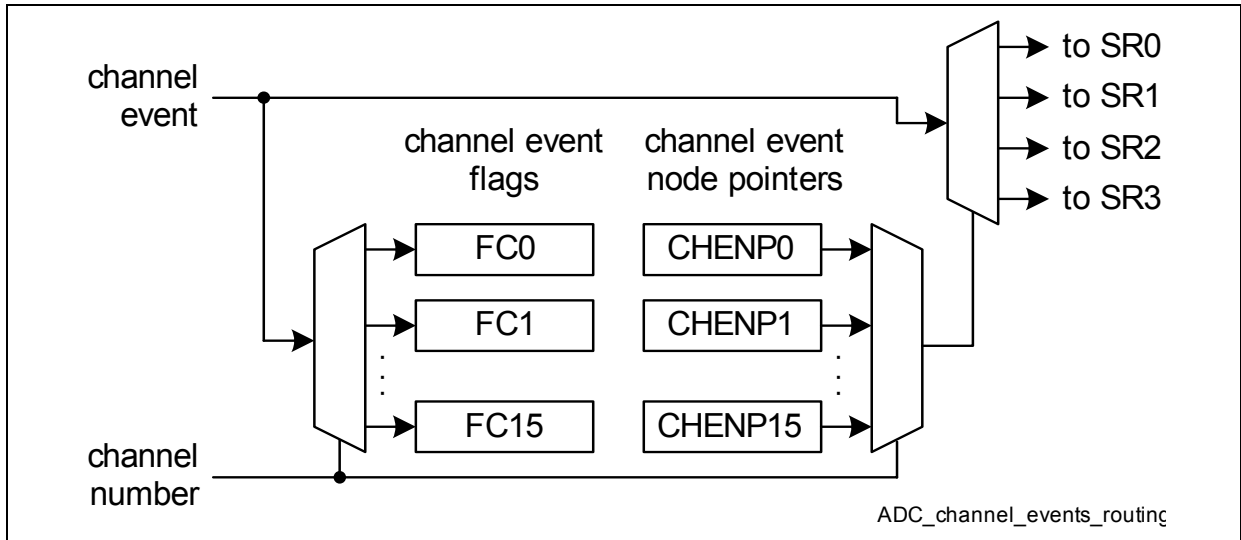 channel
event
to SR0
to SR1
to SR2
to SR3
channel event
flags
channel event
node pointers
FC0
CHENP0
FC1
CHENP1
FC15
CHENP15
channel
number
ADC_channel_events_routing